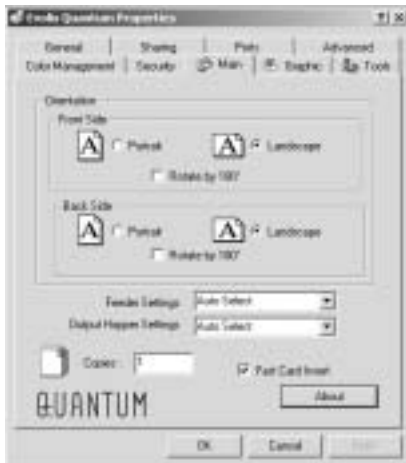 Evolis Quantum Properties
General Sharing Ports Advanced
Color Management Security Main Graphic Tools
Orientation
Front Side
A Portrait A Landscape
Rotate by 180°
Back Side
A Portrait A Landscape
Rotate by 180°
Feeder Settings Auto Select
Output Hopper Settings Auto Select
Copies: 1
Fast Card Insert
QUANTUM
About
OK Cancel Apply